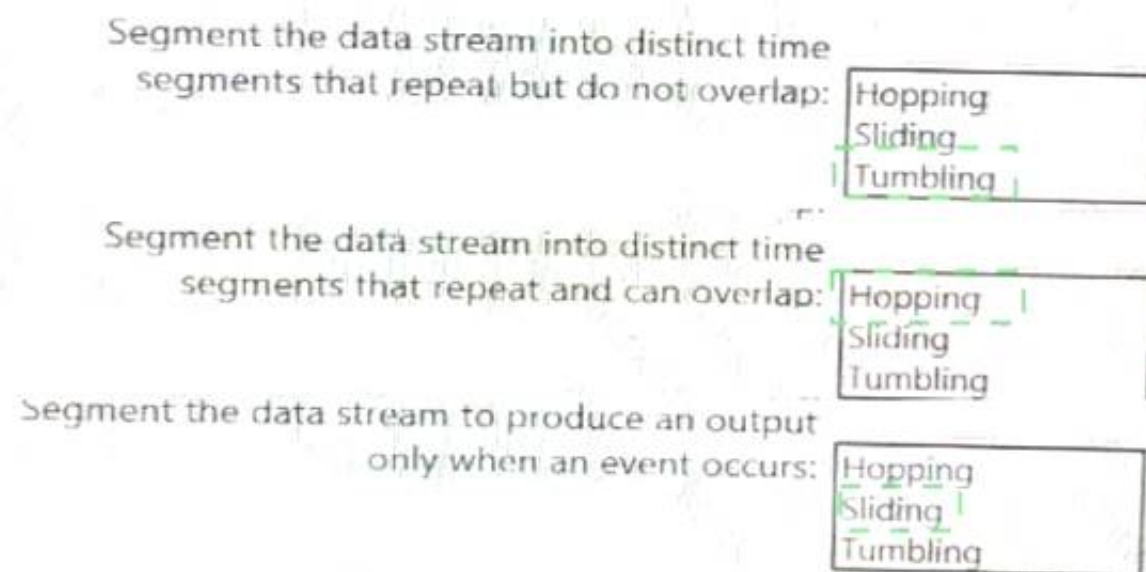 Segment the data stream into distinct time
segments that repeat but do not overlap:
Hopping
Sliding
Tumbling
Segment the data stream into distinct time
segments that repeat and can overlap:
Hopping
Sliding
Tumbling
Segment the data stream to produce an output
only when an event occurs:
Hopping
Sliding
Tumbling